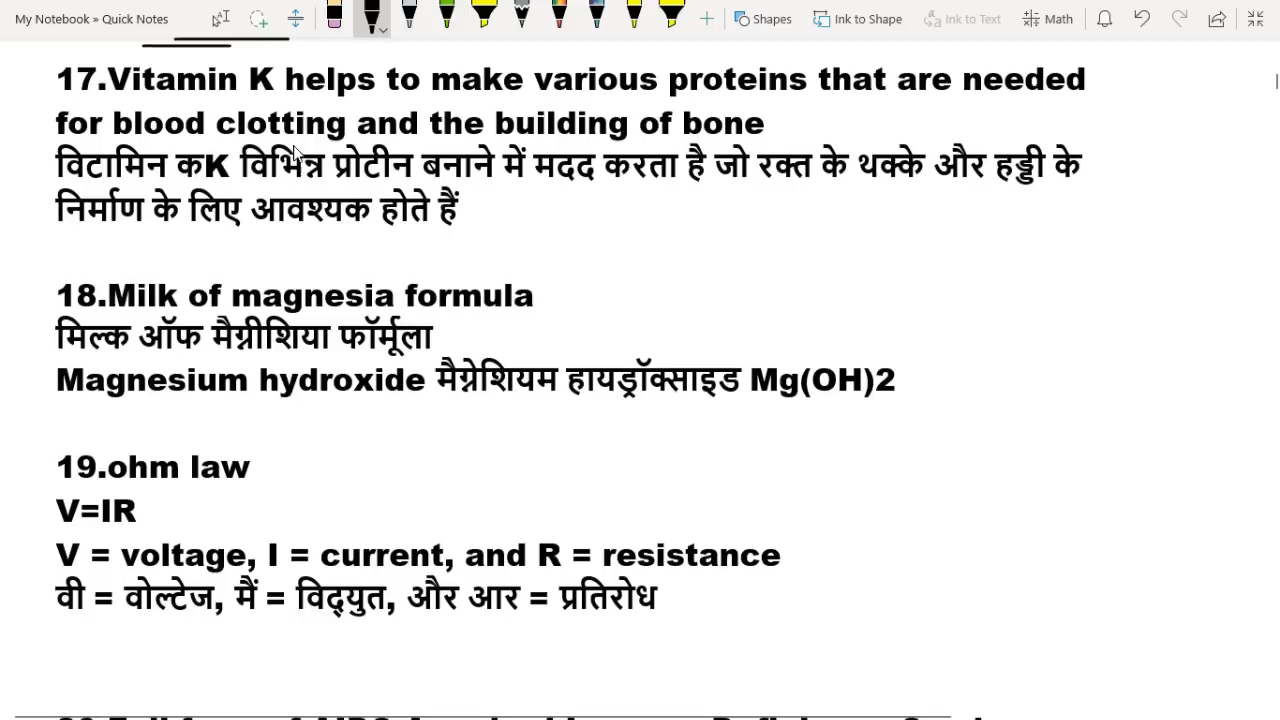 My Notebook » Quick Notes
Shapes
Ink to Shape
Ink to Text
Math
17.Vitamin K helps to make various proteins that are needed
for blood clotting and the building of bone
विटामिन कK विभिन्न प्रोटीन बनाने में मदद करता है जो रक्त के थक्के और हड्डी के
निर्माण के लिए आवश्यक होते हैं
18.Milk of magnesia formula
मिल्क ऑफ मैग्नीशिया फॉर्मूला
Magnesium hydroxide मैग्नेशियम हायड्रॉक्साइड Mg(OH)2
19.ohm law
V=IR
V = voltage, I = current, and R = resistance
वी = वोल्टेज, मैं = विद्युत, और आर = प्रतिरोध